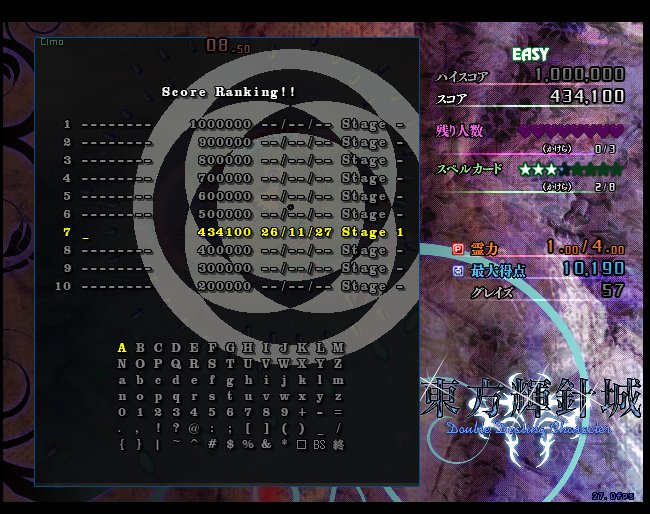 Cimo
08.50
EASY
ハイスコア 1,000,000
スコア 434,100
残り人数
(かけら) 0/3
スペルカード
(かけら) 2/8
P 霊力 1.00/4.00
最大得点 10,190
グレイズ 57
Score Ranking!!
1 -------- 1000000 --/--/-- Stage -
2 -------- 900000 --/--/-- Stage -
3 -------- 800000 --/--/-- Stage -
4 -------- 700000 --/--/-- Stage -
5 -------- 600000 --/--/-- Stage -
6 -------- 500000 --/--/-- Stage -
7 _ 434100 26/11/27 Stage 1
8 -------- 400000 --/--/-- Stage -
9 -------- 300000 --/--/-- Stage -
10 -------- 200000 --/--/-- Stage -
A B C D E F G H I J K L M
N O P Q R S T U V W X Y Z
a b c d e f g h i j k l m
n o p q r s t u v w x y z
0 1 2 3 4 5 6 7 8 9 + - =
. , ! ? @ : ; [ ] ( ) _ /
{ } | ~ ^ # $ % & * □ BS 終
東方輝針城
Double Dealing Character
27.0fps